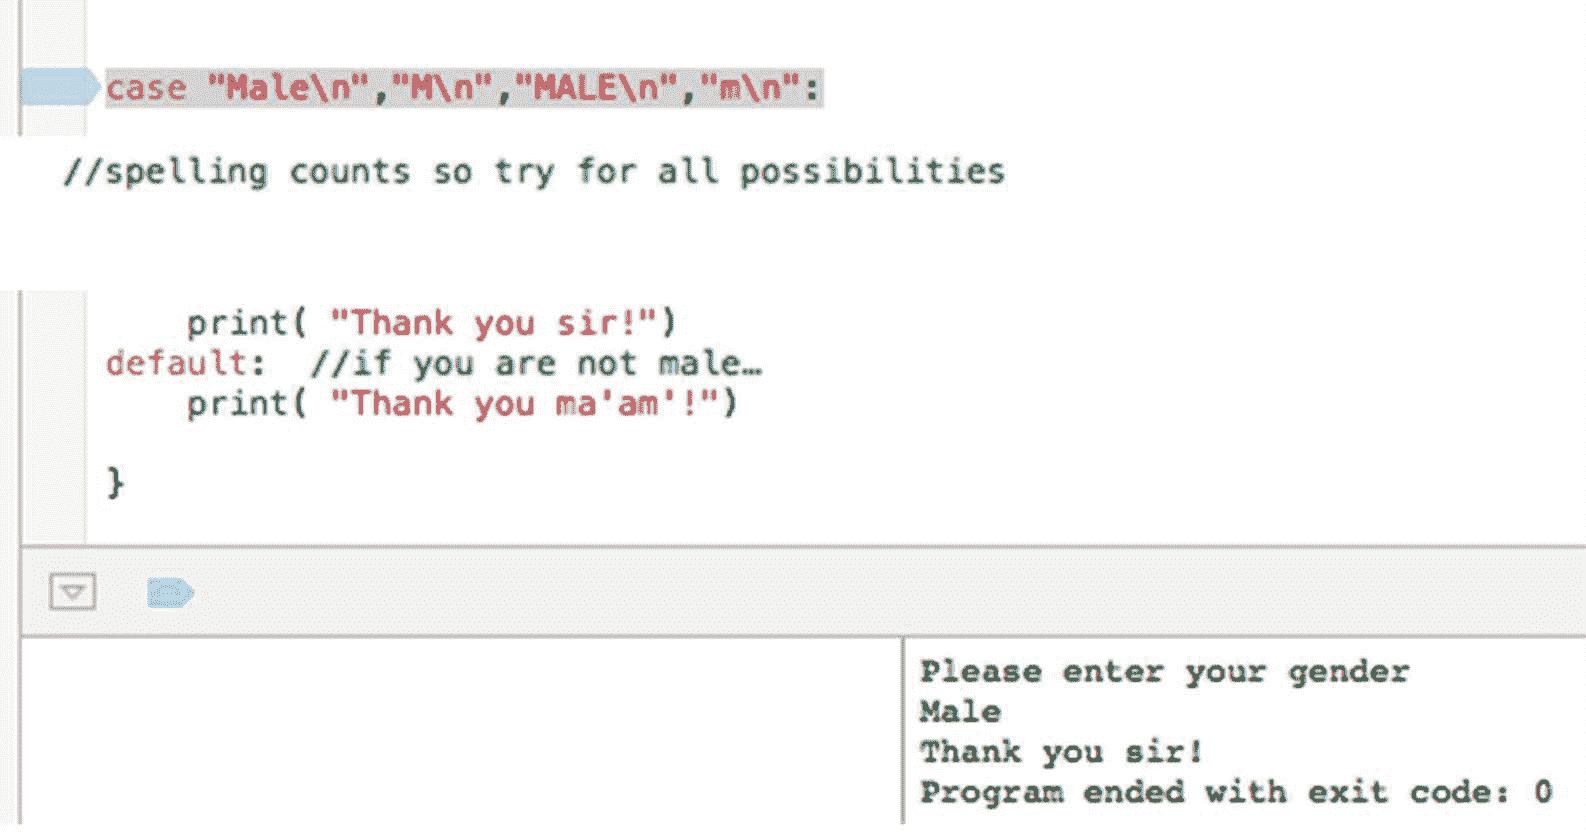 case "Male\n","M\n","MALE\n","m\n":
//spelling counts so try for all possibilities
print( "Thank you sir!")
default:  //if you are not male…
print( "Thank you ma'am'!")
}
Please enter your gender
Male
Thank you sir!
Program ended with exit code: 0